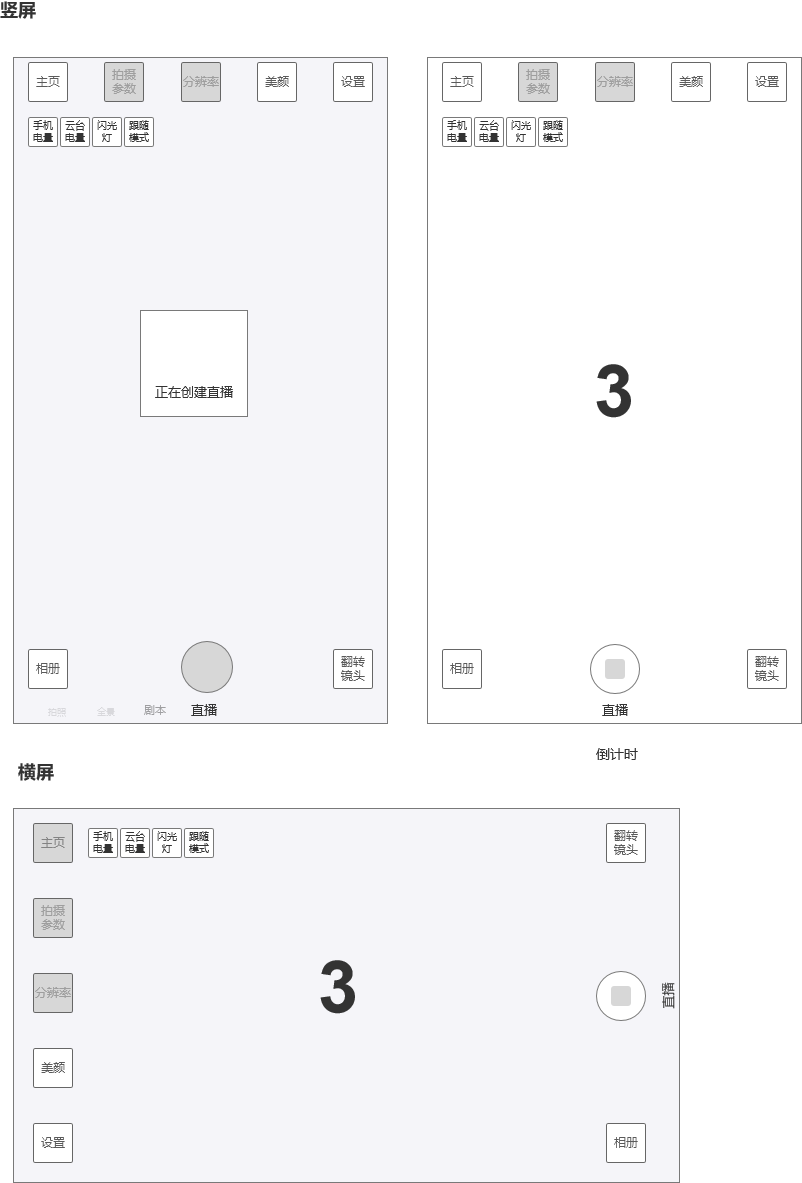 竖屏
主页
拍摄
参数
分辨率
美颜
设置
手机
电量
云台
电量
闪光
灯
跟随
模式
正在创建直播
相册
翻转
镜头
拍照
全景
剧本
直播
主页
拍摄
参数
分辨率
美颜
设置
手机
电量
云台
电量
闪光
灯
跟随
模式
3
相册
翻转
镜头
直播
倒计时
横屏
主页
手机
电量
云台
电量
闪光
灯
跟随
模式
翻转
镜头
拍摄
参数
3
分辨率
直播
美颜
设置
相册